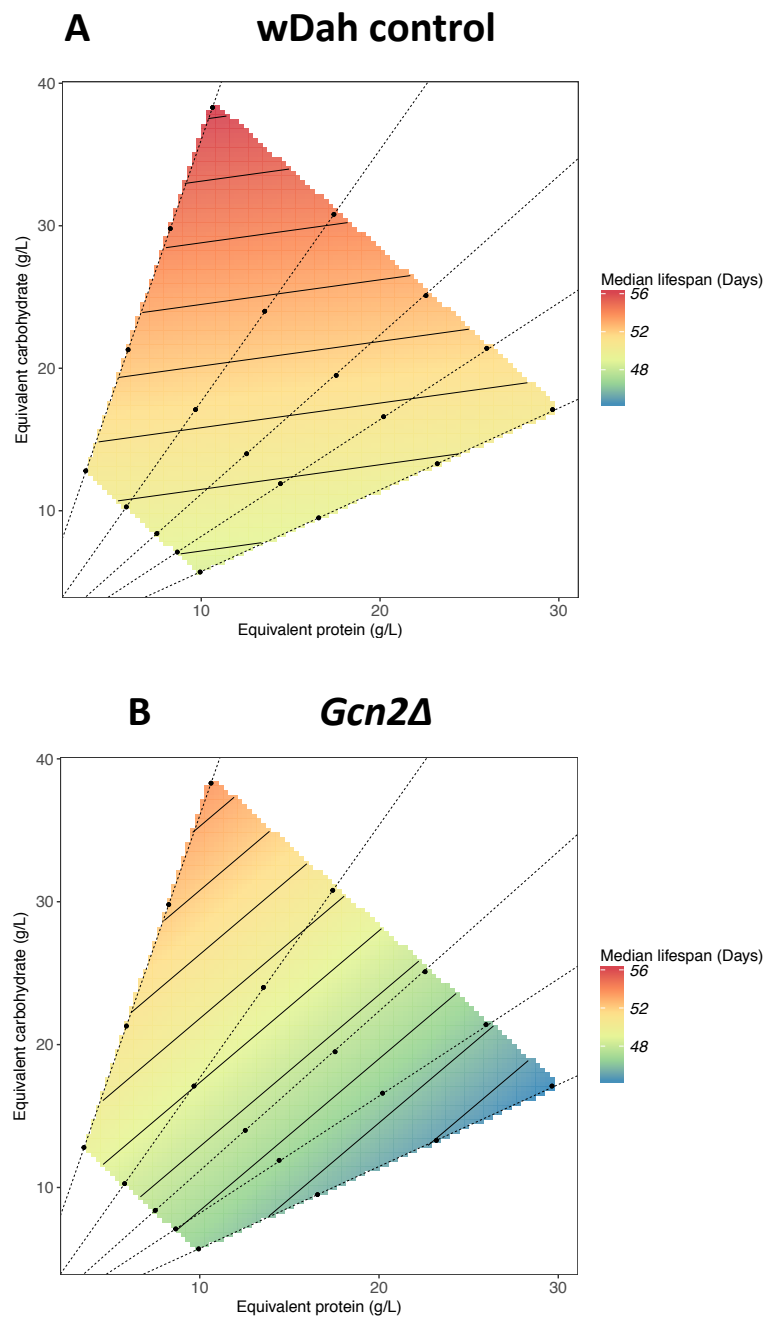 A wDah control
40
30
20
10
Equivalent carbohydrate (g/L)
10 20 30
Equivalent protein (g/L)
Median lifespan (Days)
56
52
48
B Gcn2Δ
40
30
20
10
Equivalent carbohydrate (g/L)
10 20 30
Equivalent protein (g/L)
Median lifespan (Days)
56
52
48